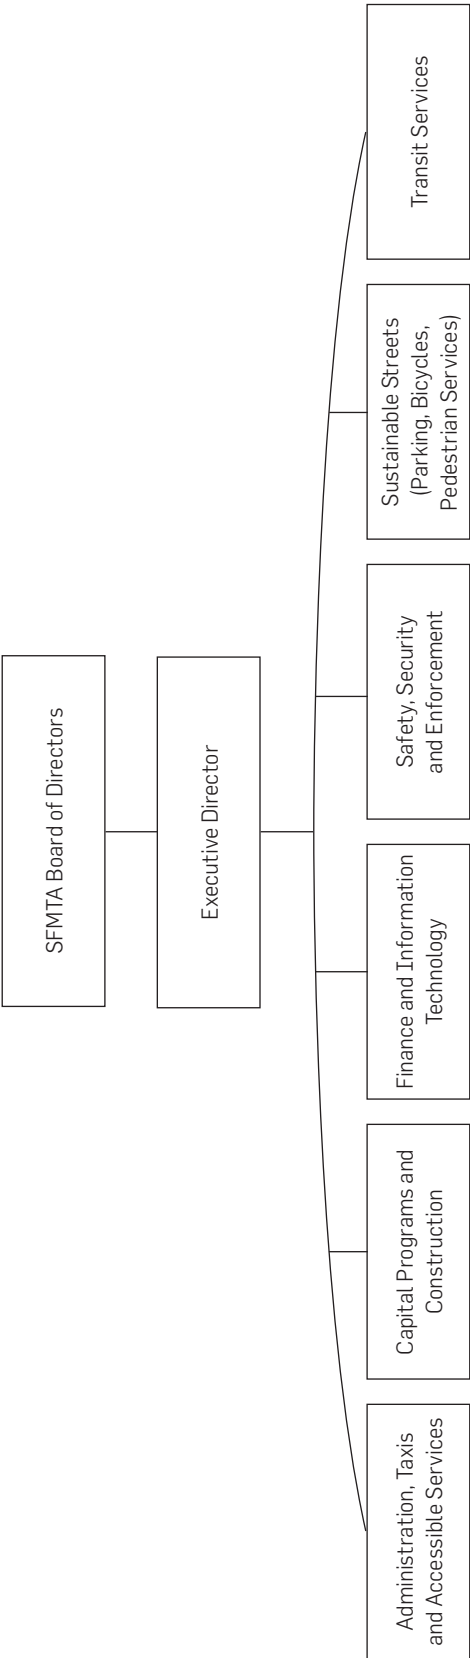 SFMTA Board of Directors
Executive Director
Administration, Taxis
and Accessible Services
Capital Programs and
Construction
Finance and Information
Technology
Safety, Security
and Enforcement
Sustainable Streets
(Parking, Bicycles,
Pedestrian Services)
Transit Services